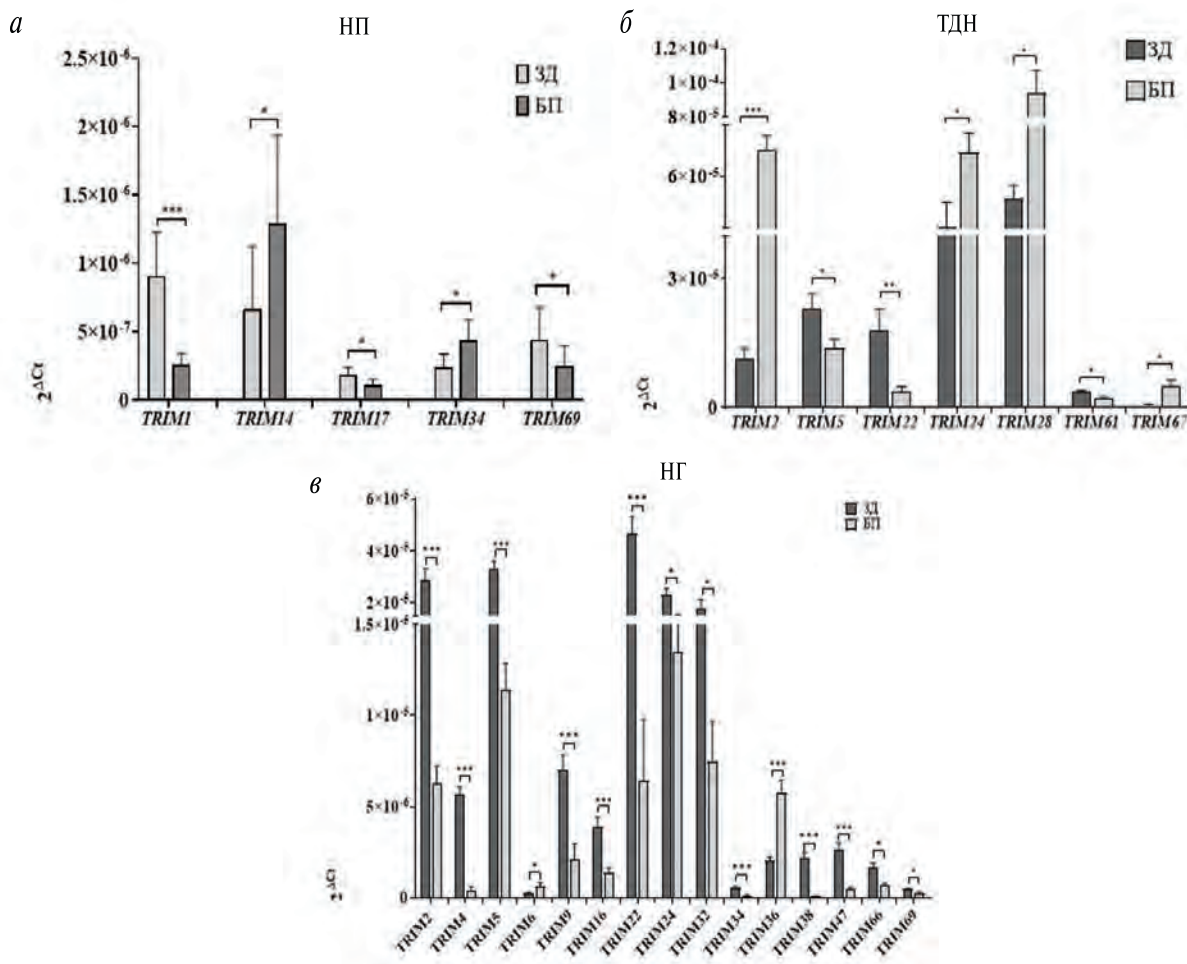 а
НП
2.5×10⁻⁶
2×10⁻⁶
1.5×10⁻⁶
1×10⁻⁶
5×10⁻⁷
0
2^ΔCt
ЗД
БП
***
#
#
*
*
TRIM1 TRIM14 TRIM17 TRIM34 TRIM69
б
ТДН
1.2×10⁻⁴
1×10⁻⁴
8×10⁻⁵
6×10⁻⁵
3×10⁻⁵
0
2^ΔCt
ЗД
БП
***
*
**
*
*
*
*
TRIM2 TRIM5 TRIM22 TRIM24 TRIM28 TRIM61 TRIM67
в
НГ
6×10⁻⁵
4×10⁻⁵
2×10⁻⁵
1.5×10⁻⁵
1×10⁻⁵
5×10⁻⁶
0
2^ΔCt
ЗД
БП
***
***
***
*
***
***
***
*
*
***
***
***
***
*
*
TRIM2 TRIM4 TRIM5 TRIM6 TRIM9 TRIM16 TRIM22 TRIM24 TRIM32 TRIM34 TRIM36 TRIM38 TRIM47 TRIM66 TRIM69